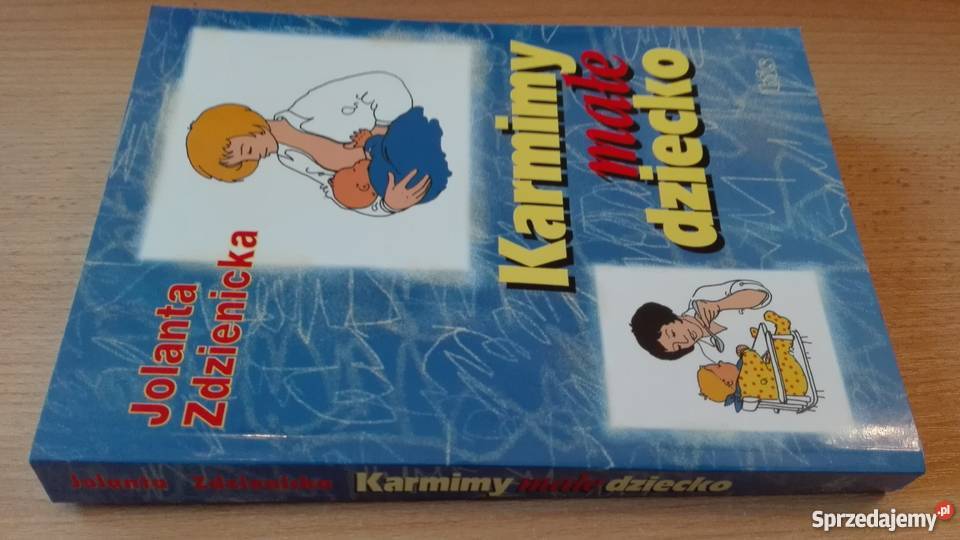 Jolanta
Zdzienicka
Karmimy
małe
dziecko
Jolanta Zdzienicka Karmimy małe dziecko
Sprzedajemy.pl